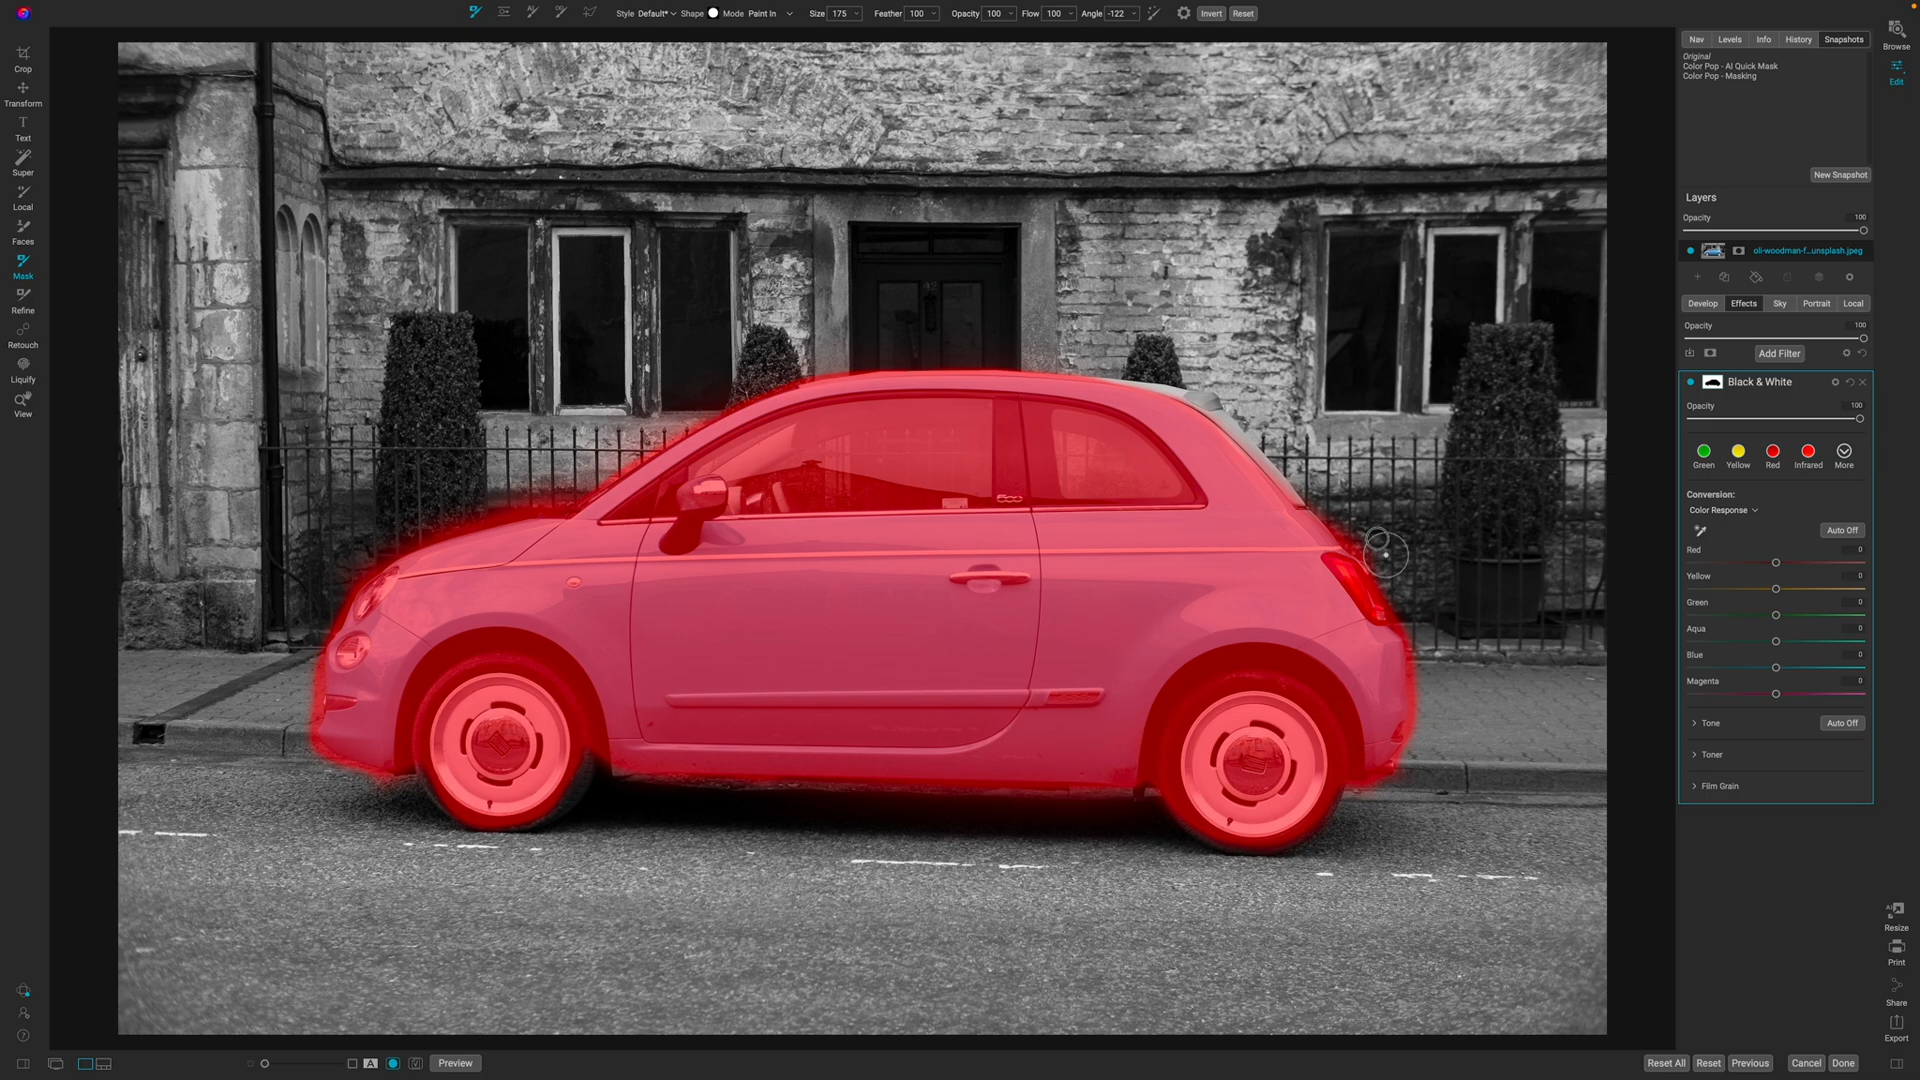 Style Default* Shape Mode Paint In Size 175 Feather 100 Opacity 100 Flow 100 Angle -122 Invert Reset
Crop
Transform
Text
Super
Local
Faces
Mask
Refine
Retouch
Liquify
View
Nav Levels Info History Snapshots
Original
Color Pop - AI Quick Mask
Color Pop - Masking
New Snapshot
Layers
Opacity 100
oli-woodman-f...unsplash.jpeg
Develop Effects Sky Portrait Local
Opacity 100
Add Filter
Black & White
Opacity 100
Green Yellow Red Infrared More
Conversion:
Color Response
Auto Off
Red 0
Yellow 0
Green 0
Aqua 0
Blue 0
Magenta 0
Tone Auto Off
Toner
Film Grain
Browse
Edit
AI
Resize
Print
Share
Export
500
A Preview
Reset All Reset Previous Cancel Done